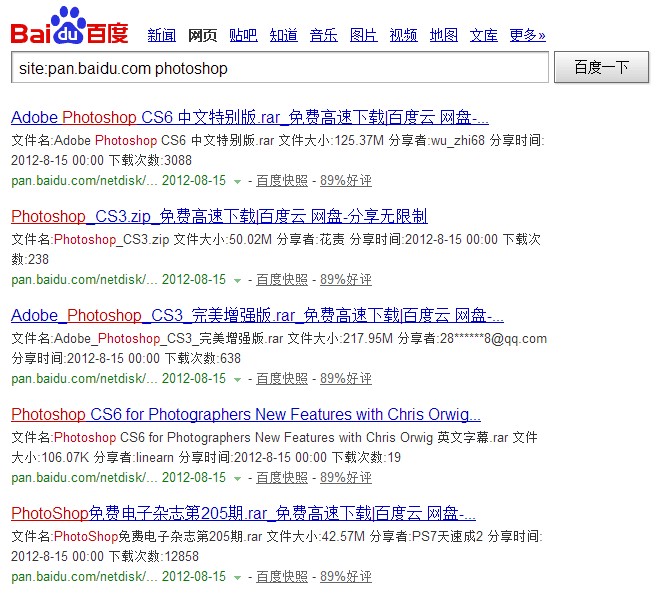 Bai du 百度 新闻 网页 贴吧 知道 音乐 图片 视频 地图 文库 更多»
site:pan.baidu.com photoshop 百度一下
Adobe Photoshop CS6 中文特别版.rar_免费高速下载|百度云 网盘-...
文件名:Adobe Photoshop CS6 中文特别版.rar 文件大小:125.37M 分享者:wu_zhi68 分享时间:
2012-8-15 00:00 下载次数:3088
pan.baidu.com/netdisk/... 2012-08-15 - 百度快照 - 89%好评
Photoshop_CS3.zip_免费高速下载|百度云 网盘-分享无限制
文件名:Photoshop_CS3.zip 文件大小:50.02M 分享者:花责 分享时间:2012-8-15 00:00 下载次
数:238
pan.baidu.com/netdisk/... 2012-08-15 - 百度快照 - 89%好评
Adobe_Photoshop_CS3_完美增强版.rar_免费高速下载|百度云 网盘-...
文件名:Adobe_Photoshop_CS3_完美增强版.rar 文件大小:217.95M 分享者:28******8@qq.com
分享时间:2012-8-15 00:00 下载次数:638
pan.baidu.com/netdisk/... 2012-08-15 - 百度快照 - 89%好评
Photoshop CS6 for Photographers New Features with Chris Orwig...
文件名:Photoshop CS6 for Photographers New Features with Chris Orwig 英文字幕.rar 文件
大小:106.07K 分享者:linearn 分享时间:2012-8-15 00:00 下载次数:19
pan.baidu.com/netdisk/... 2012-08-15 - 百度快照 - 89%好评
PhotoShop免费电子杂志第205期.rar_免费高速下载|百度云 网盘-...
文件名:PhotoShop免费电子杂志第205期.rar 文件大小:42.57M 分享者:PS7天速成2 分享时间:
2012-8-15 00:00 下载次数:12858
pan.baidu.com/netdisk/... 2012-08-15 - 百度快照 - 89%好评